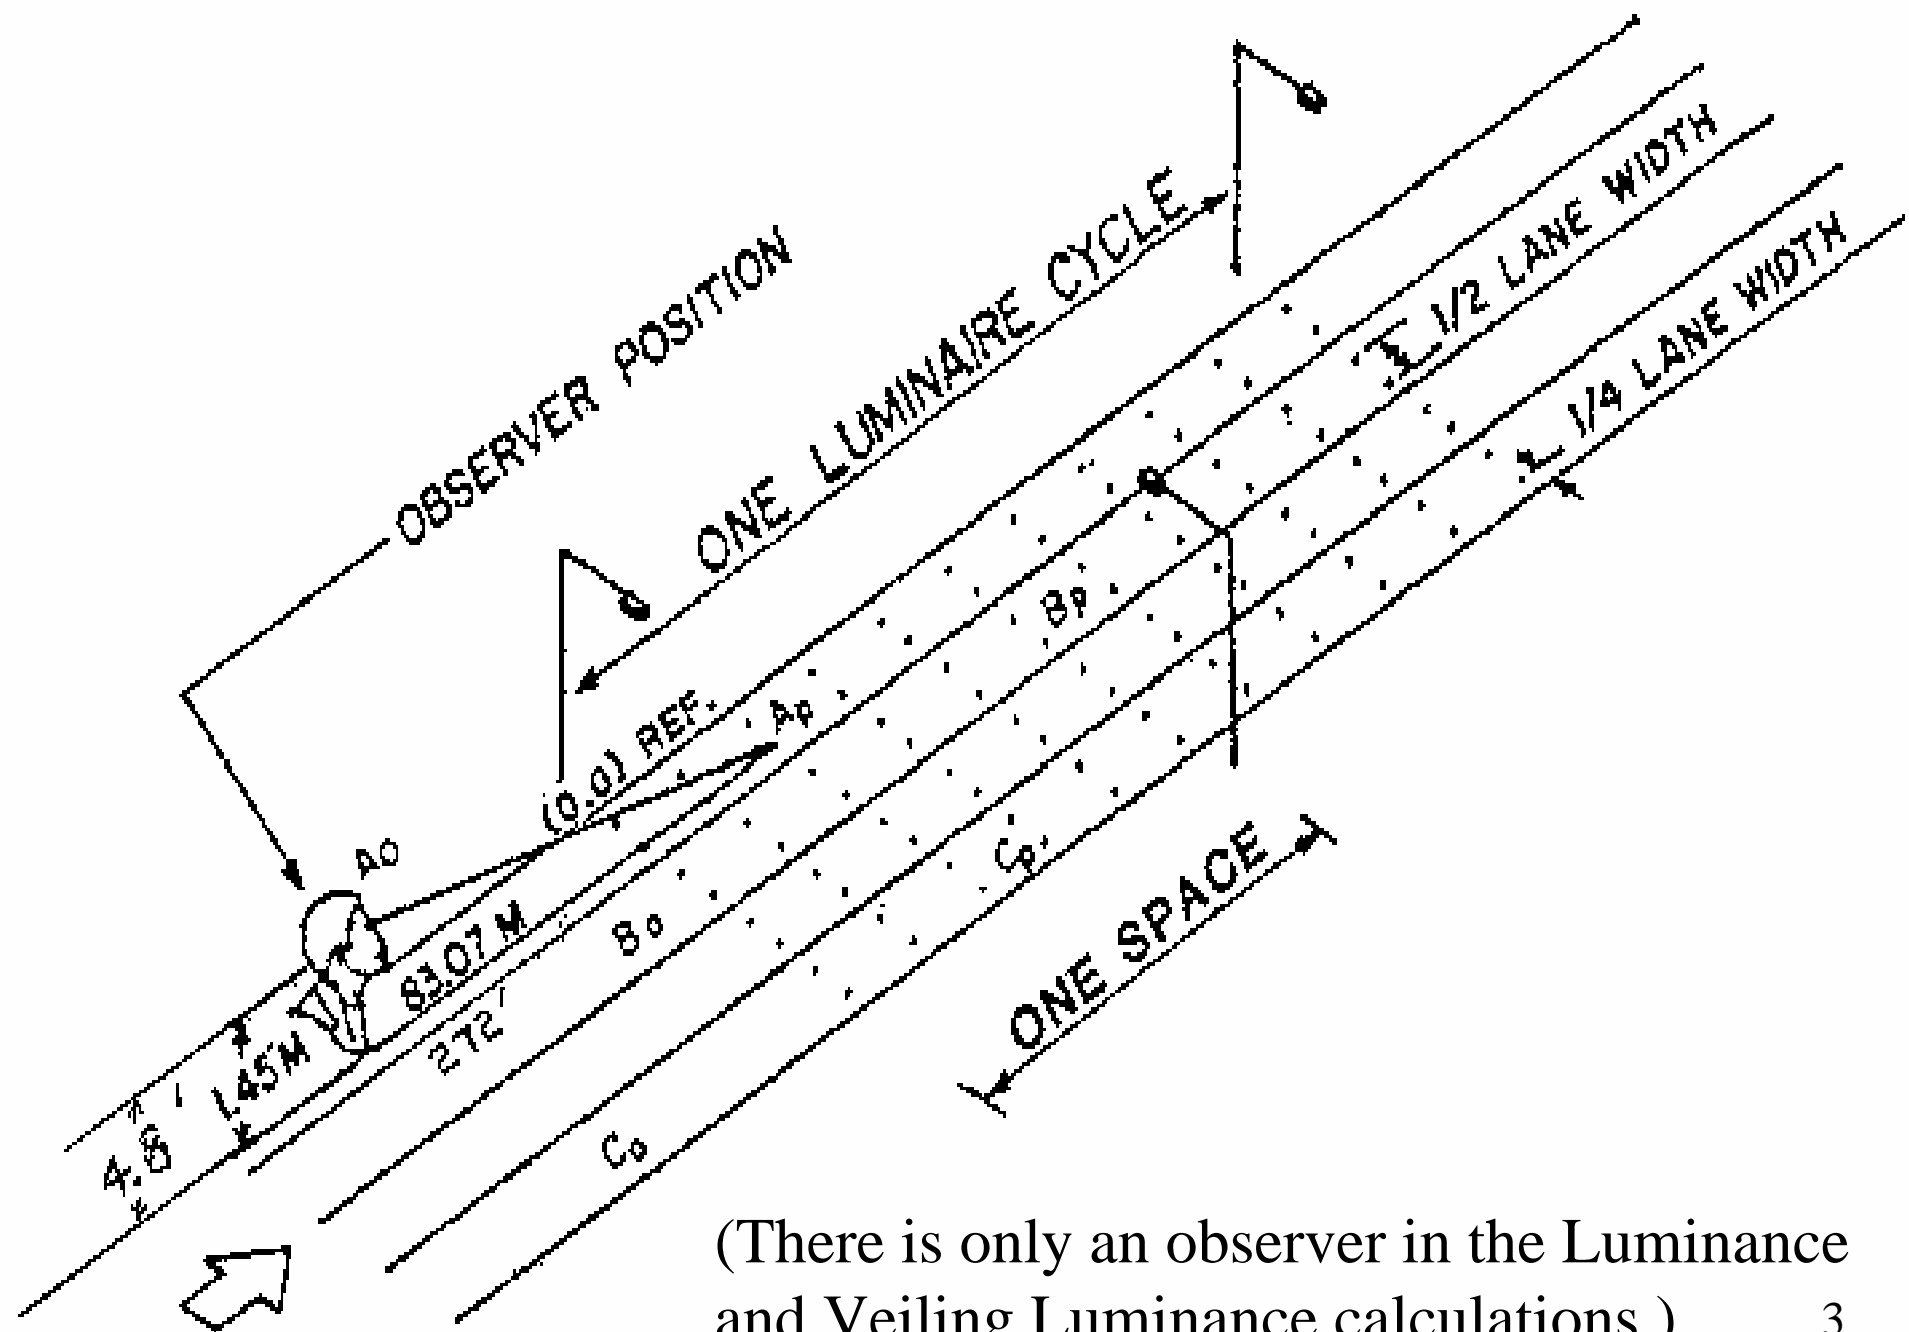 OBSERVER POSITION
ONE LUMINAIRE CYCLE
1/2 LANE WIDTH
1/4 LANE WIDTH
(0,0) REF.
Ao
Ap
Bo
Bp
Co
Cp
83.07 M
272'
1.45 M
4.8'
ONE SPACE
(There is only an observer in the Luminance
and Veiling Luminance calculations.)
3